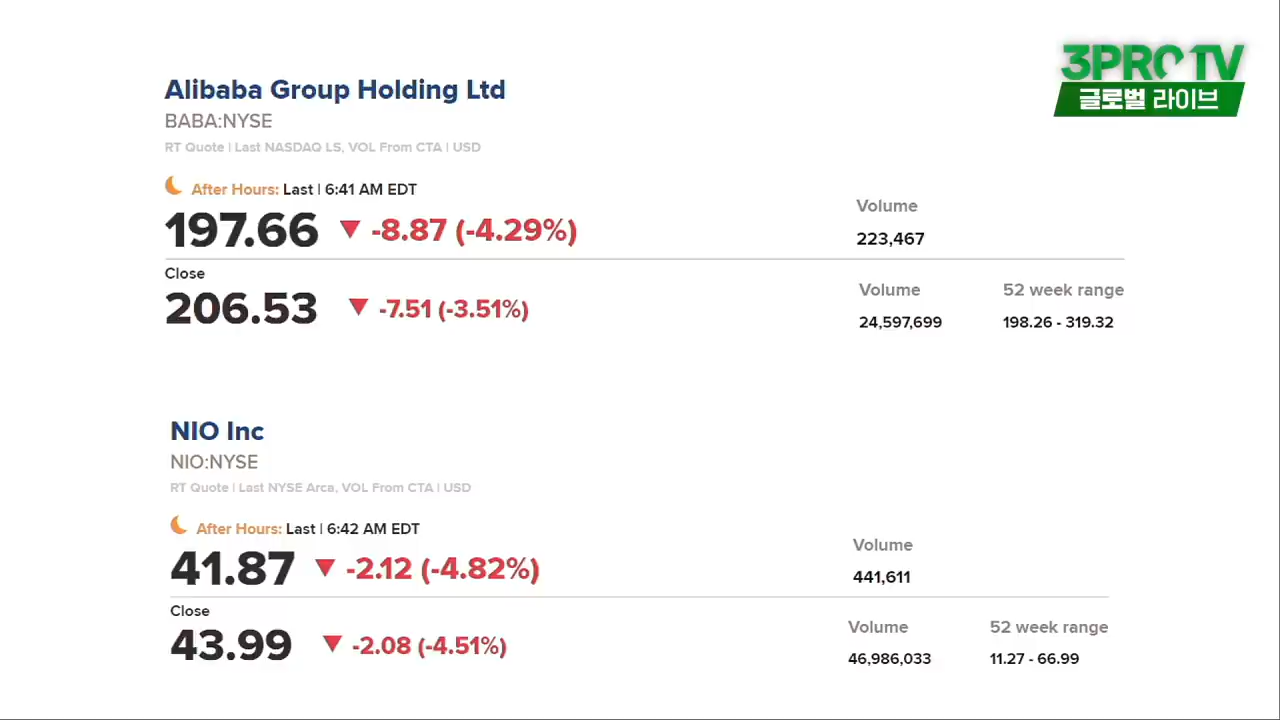 3PRO TV
글로벌 라이브
Alibaba Group Holding Ltd
BABA:NYSE
RT Quote | Last NASDAQ LS, VOL From CTA | USD
After Hours: Last | 6:41 AM EDT
197.66 ▼ -8.87 (-4.29%)
Volume
223,467
Close
206.53 ▼ -7.51 (-3.51%)
Volume 52 week range
24,597,699 198.26 - 319.32
NIO Inc
NIO:NYSE
RT Quote | Last NYSE Arca, VOL From CTA | USD
After Hours: Last | 6:42 AM EDT
41.87 ▼ -2.12 (-4.82%)
Volume
441,611
Close
43.99 ▼ -2.08 (-4.51%)
Volume 52 week range
46,986,033 11.27 - 66.99